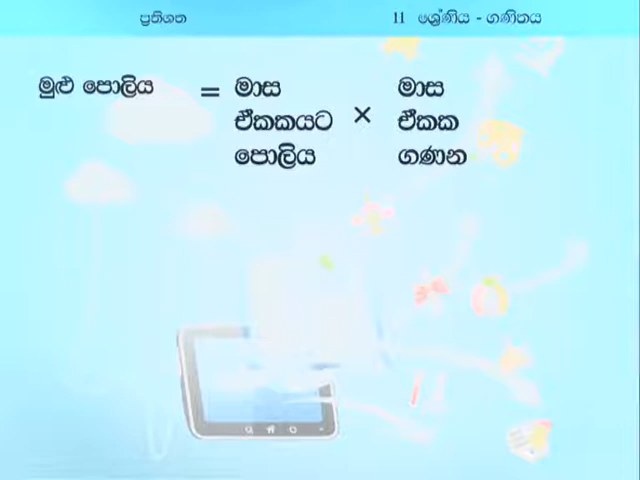 ප්‍රතිශත
11 ශ්‍රේණිය - ගණිතය
මුළු පොලිය = මාස ඒකකයට පොලිය × මාස ඒකක ගණන